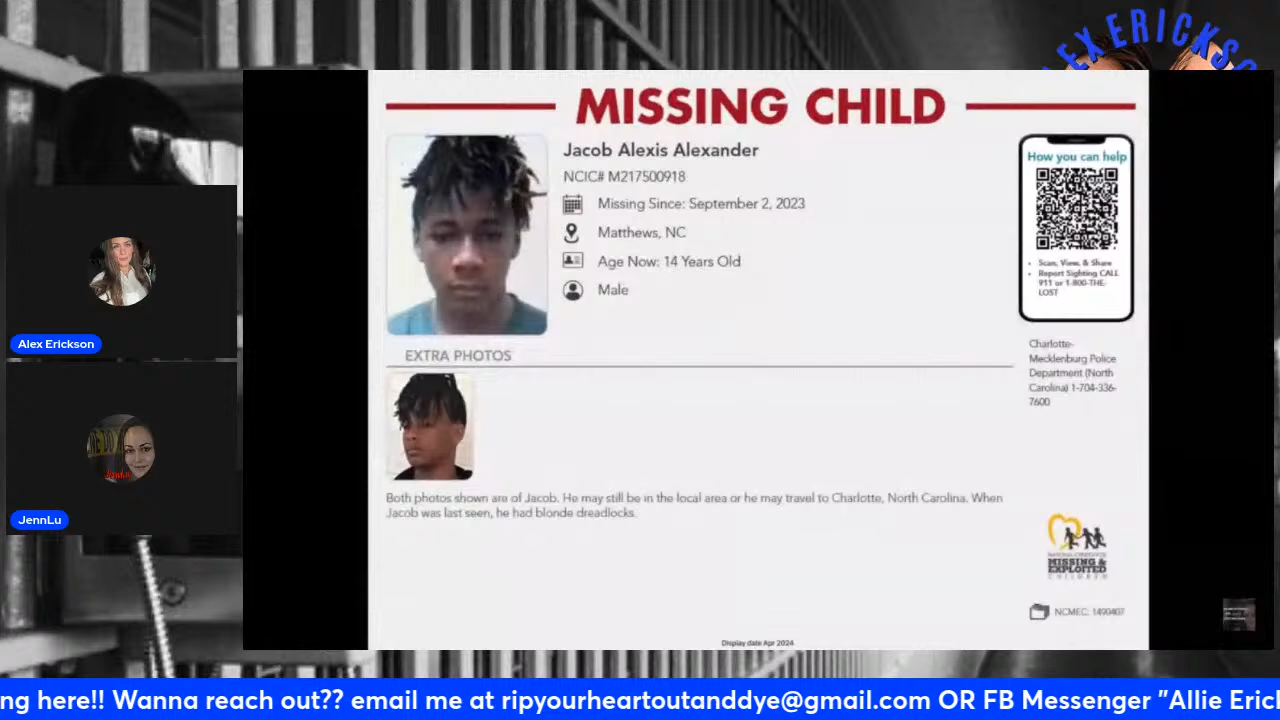 EX ERICKSO
MISSING CHILD
Jacob Alexis Alexander
NCIC# M217500918
Missing Since: September 2, 2023
Matthews, NC
Age Now: 14 Years Old
Male
How you can help
• Scan, View, & Share
• Report Sighting CALL
911 or 1-800-THE-
LOST
EXTRA PHOTOS
Charlotte-
Mecklenburg Police
Department (North
Carolina) 1-704-336-
7600
Both photos shown are of Jacob. He may still be in the local area or he may travel to Charlotte, North Carolina. When
Jacob was last seen, he had blonde dreadlocks.
MISSING &
EXPLOITED
CHILDREN
NCMEC: 1490407
Display date Apr 2024
Alex Erickson
JennLu
ng here!! Wanna reach out?? email me at ripyourheartoutanddye@gmail.com OR FB Messenger "Allie Eric